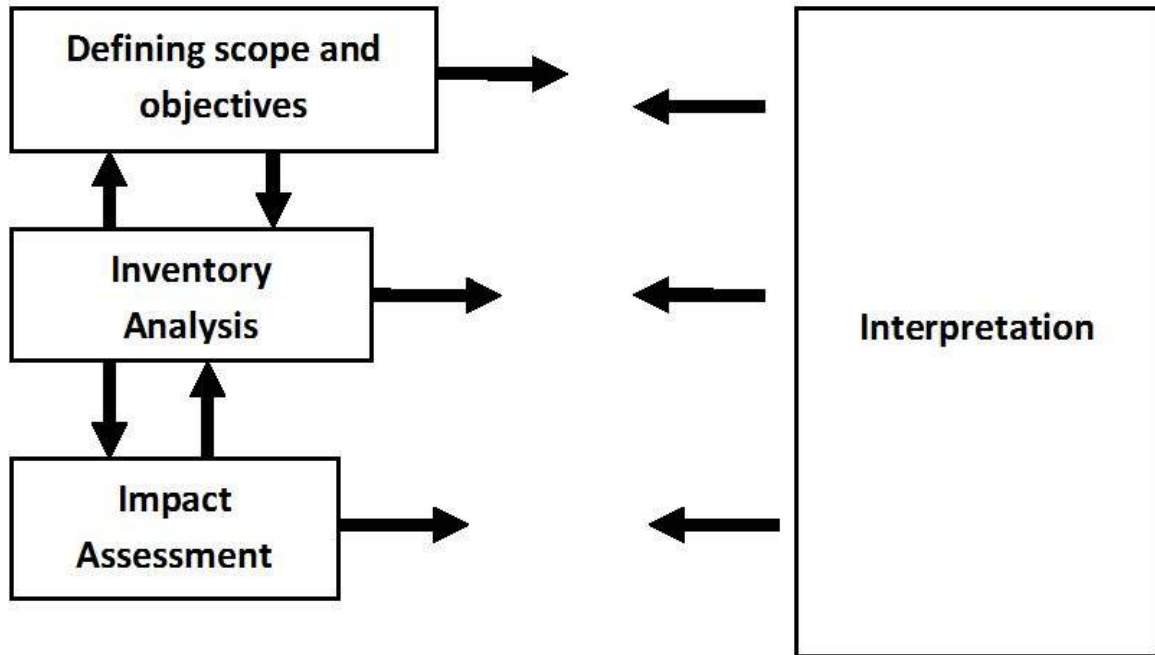 Defining scope and
objectives
Inventory
Analysis
Interpretation
Impact
Assessment